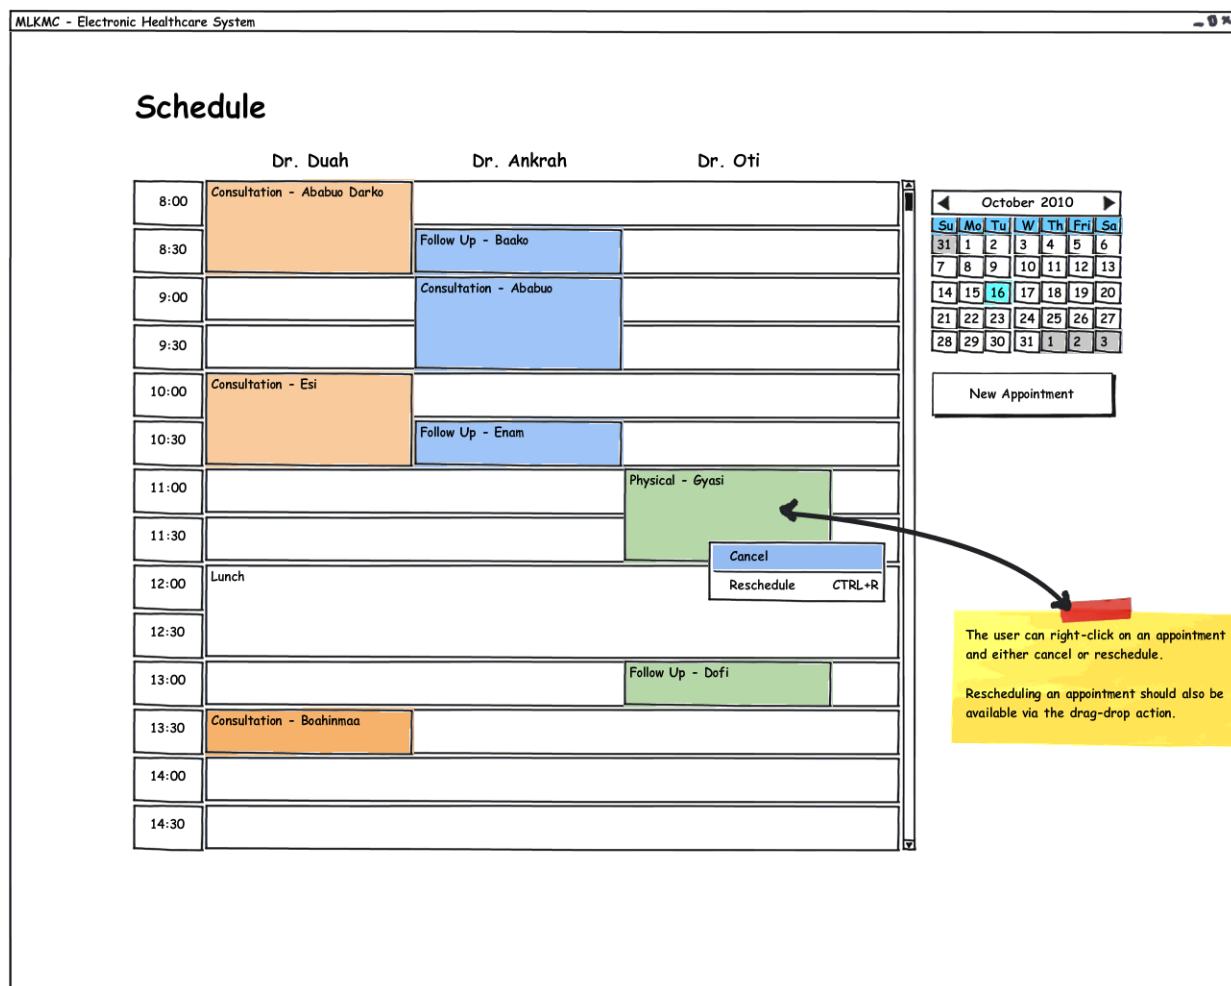 MLKMC - Electronic Healthcare System
Schedule
Dr. Duah Dr. Ankrah Dr. Oti
8:00 Consultation - Ababuo Darko
8:30 Follow Up - Baako
9:00 Consultation - Ababuo
9:30
10:00 Consultation - Esi
10:30 Follow Up - Enam
11:00 Physical - Gyasi
11:30
Cancel
Reschedule CTRL+R
12:00 Lunch
12:30
13:00 Follow Up - Dofi
13:30 Consultation - Boahinmaa
14:00
14:30
October 2010
Su Mo Tu W Th Fri Sa
31 1 2 3 4 5 6
7 8 9 10 11 12 13
14 15 16 17 18 19 20
21 22 23 24 25 26 27
28 29 30 31 1 2 3
New Appointment
The user can right-click on an appointment
and either cancel or reschedule.
Rescheduling an appointment should also be
available via the drag-drop action.